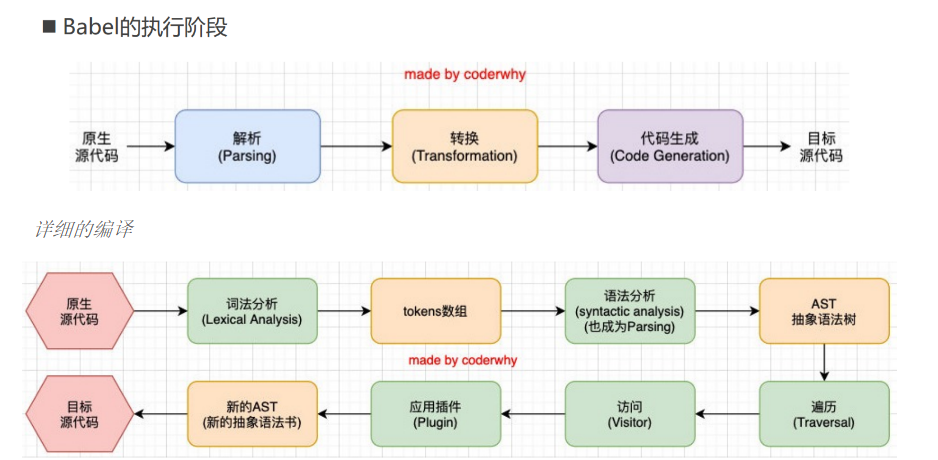 ■ Babel的执行阶段
made by coderwhy
原生
源代码
解析
(Parsing)
转换
(Transformation)
代码生成
(Code Generation)
目标
源代码
详细的编译
原生
源代码
词法分析
(Lexical Analysis)
tokens数组
语法分析
(syntactic analysis)
(也成为Parsing)
AST
抽象语法树
made by coderwhy
目标
源代码
新的AST
(新的抽象语法书)
应用插件
(Plugin)
访问
(Visitor)
遍历
(Traversal)